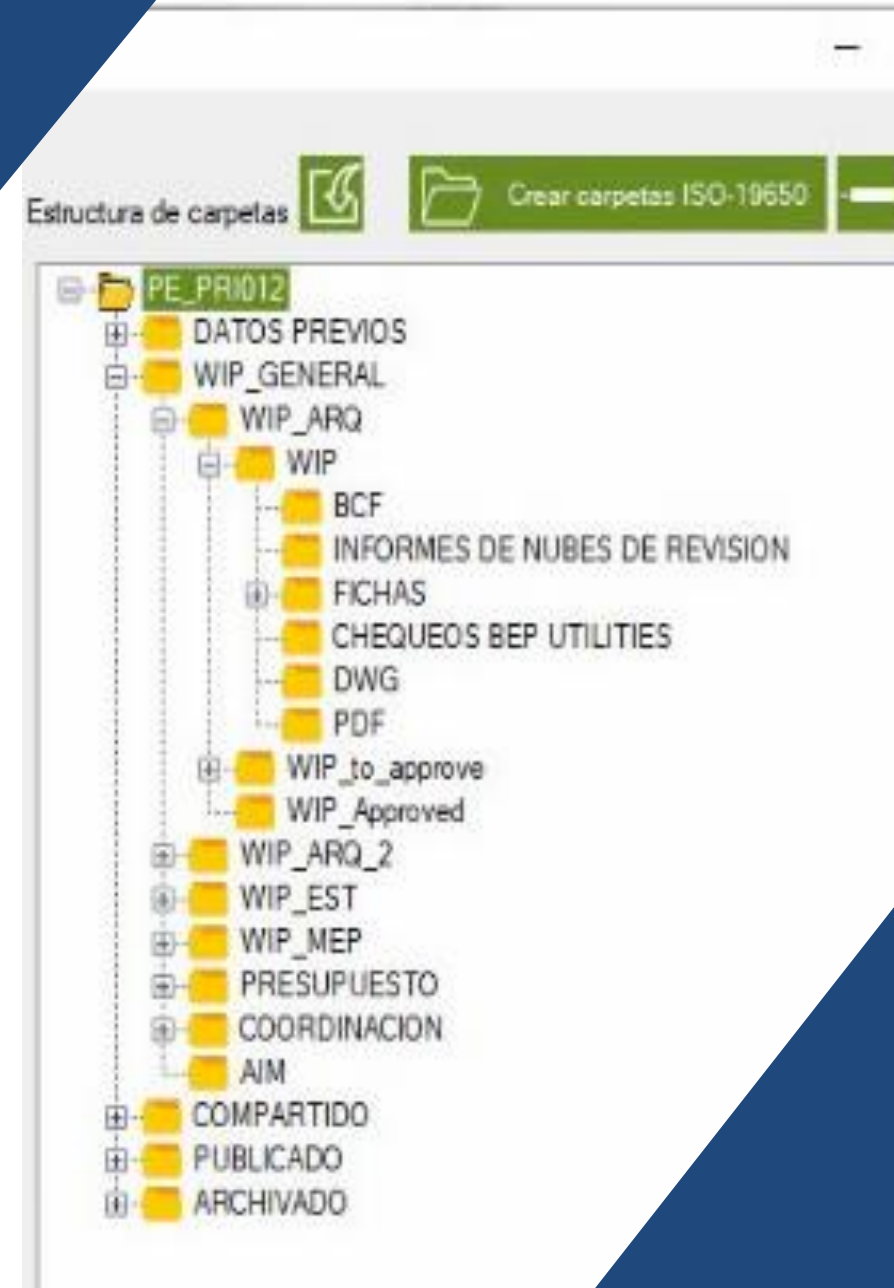 Estructura de carpetas
Crear carpetas ISO-19650
PE_PRI012
DATOS PREVIOS
WIP_GENERAL
WIP_ARQ
WIP
BCF
INFORMES DE NUBES DE REVISION
FICHAS
CHEQUEOS BEP UTILITIES
DWG
PDF
WIP_to_approve
WIP_Approved
WIP_ARQ_2
WIP_EST
WIP_MEP
PRESUPUESTO
COORDINACION
AIM
COMPARTIDO
PUBLICADO
ARCHIVADO